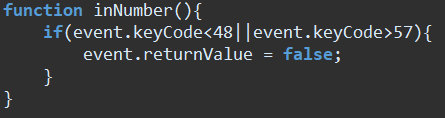 function inNumber(){
    if(event.keyCode<48||event.keyCode>57){
        event.returnValue = false;
    }
}